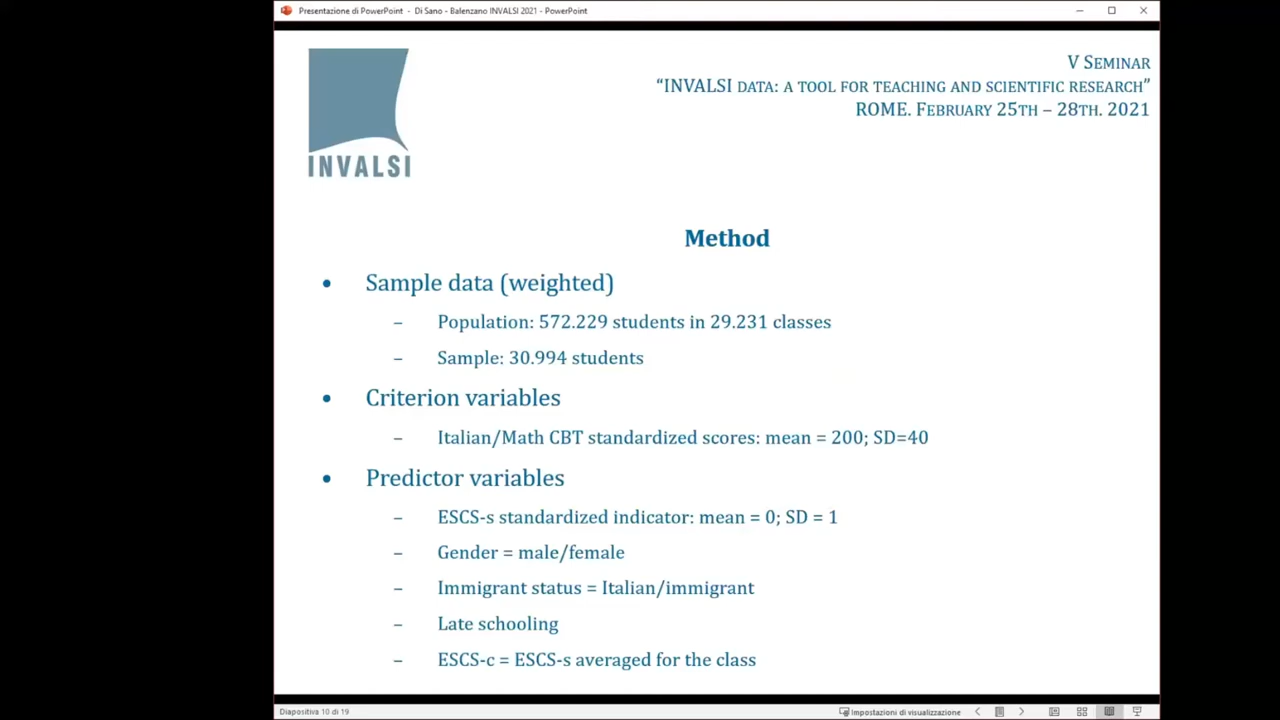 Presentazione di PowerPoint - Di Sano - Balenzano INVALSI 2021 - PowerPoint
INVALSI
V SEMINAR
“INVALSI DATA: A TOOL FOR TEACHING AND SCIENTIFIC RESEARCH”
ROME. FEBRUARY 25TH – 28TH. 2021
Method
• Sample data (weighted)
– Population: 572.229 students in 29.231 classes
– Sample: 30.994 students
• Criterion variables
– Italian/Math CBT standardized scores: mean = 200; SD=40
• Predictor variables
– ESCS-s standardized indicator: mean = 0; SD = 1
– Gender = male/female
– Immigrant status = Italian/immigrant
– Late schooling
– ESCS-c = ESCS-s averaged for the class
Diapositiva 10 di 19
Impostazioni di visualizzazione